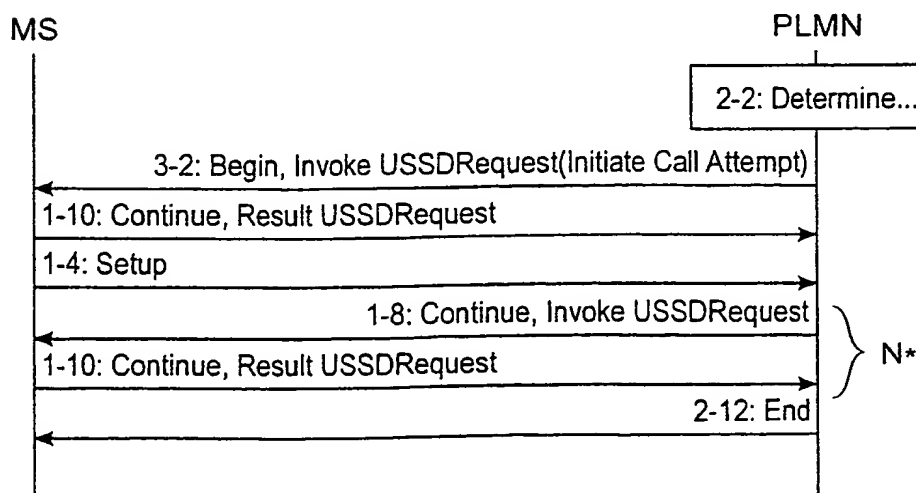 MS
PLMN
2-2: Determine...
3-2: Begin, Invoke USSDRequest(Initiate Call Attempt)
1-10: Continue, Result USSDRequest
1-4: Setup
1-8: Continue, Invoke USSDRequest
N*
1-10: Continue, Result USSDRequest
2-12: End